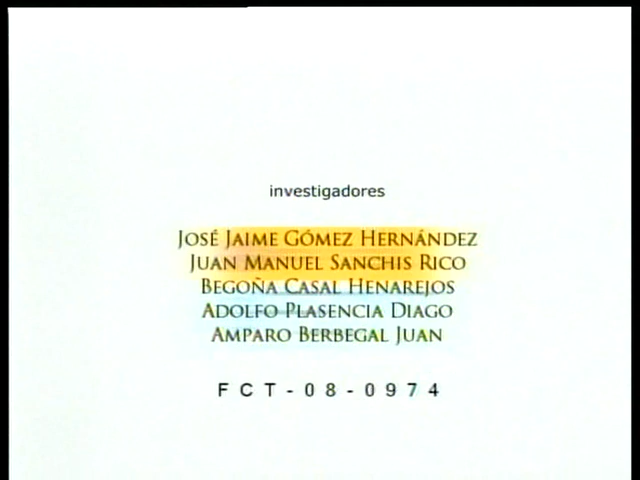 investigadores
JOSÉ JAIME GÓMEZ HERNÁNDEZ
JUAN MANUEL SANCHIS RICO
BEGOÑA CASAL HENAREJOS
ADOLFO PLASENCIA DIAGO
AMPARO BERBEGAL JUAN
FCT-08-0974